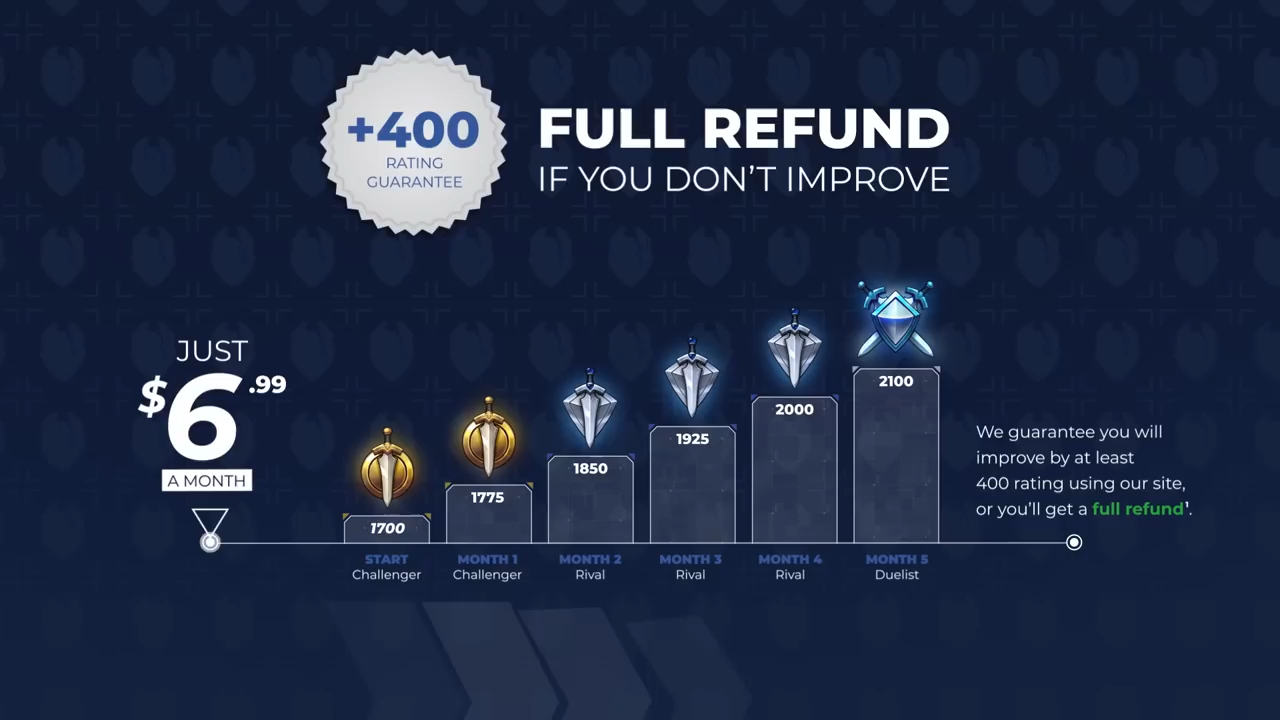 +400
RATING
GUARANTEE
FULL REFUND
IF YOU DON'T IMPROVE
JUST
$6.99
A MONTH
1700
1775
1850
1925
2000
2100
START
Challenger
MONTH 1
Challenger
MONTH 2
Rival
MONTH 3
Rival
MONTH 4
Rival
MONTH 5
Duelist
We guarantee you will
improve by at least
400 rating using our site,
or you'll get a full refund¹.